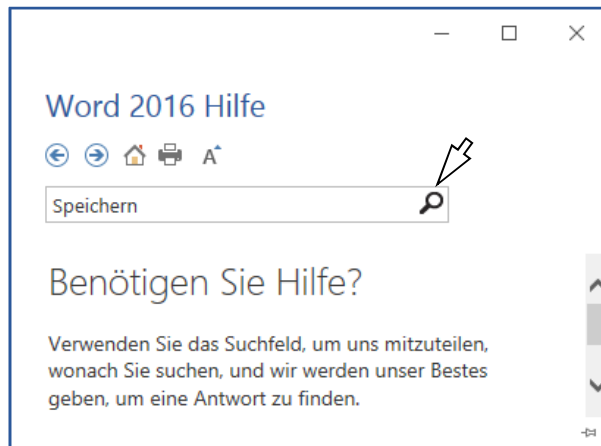 Word 2016 Hilfe
A
Speichern
Benötigen Sie Hilfe?
Verwenden Sie das Suchfeld, um uns mitzuteilen,
wonach Sie suchen, und wir werden unser Bestes
geben, um eine Antwort zu finden.